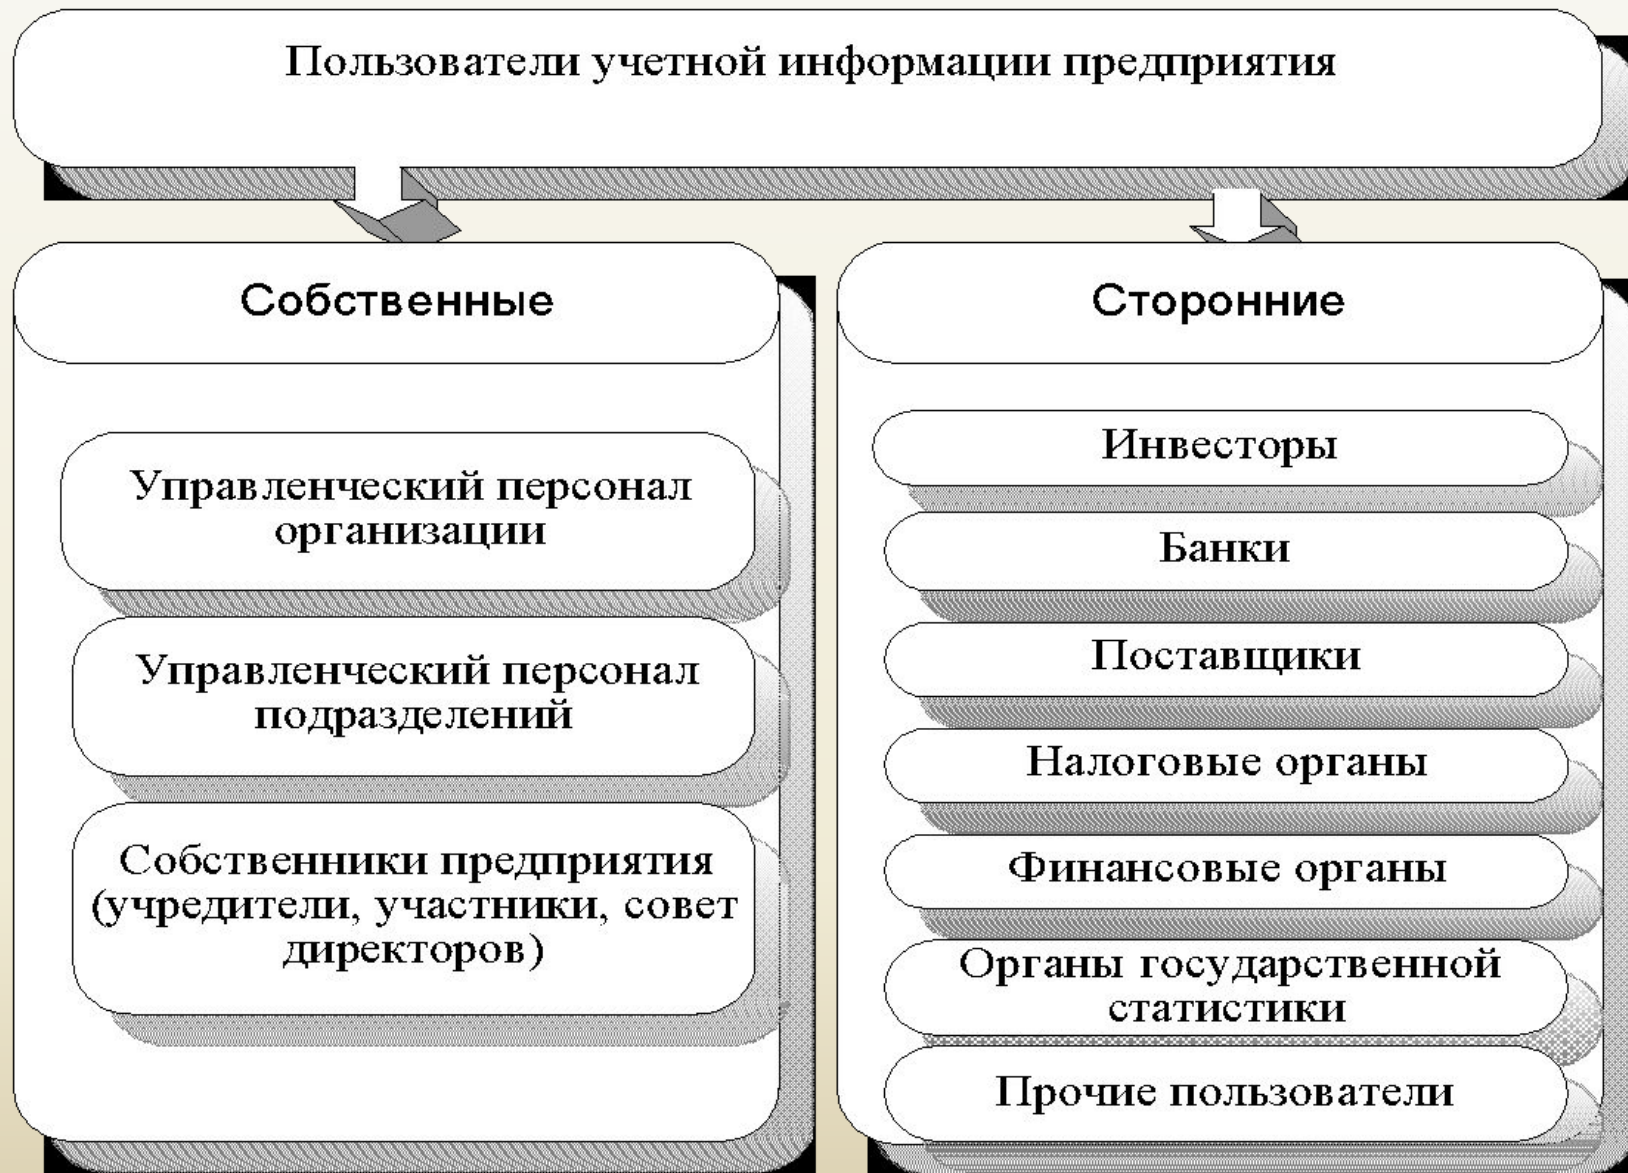 Пользователи учетной информации предприятия
Собственные
Управленческий персонал
организации
Управленческий персонал
подразделений
Собственники предприятия
(учредители, участники, совет
директоров)
Сторонние
Инвесторы
Банки
Поставщики
Налоговые органы
Финансовые органы
Органы государственной
статистики
Прочие пользователи